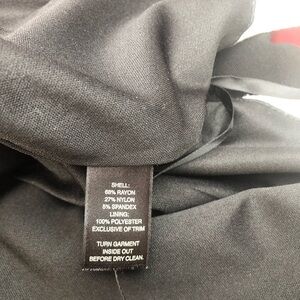 SHELL:
68% RAYON
27% NYLON
5% SPANDEX
LINING:
100% POLYESTER
EXCLUSIVE OF TRIM
TURN GARMENT
INSIDE OUT
BEFORE DRY CLEAN.